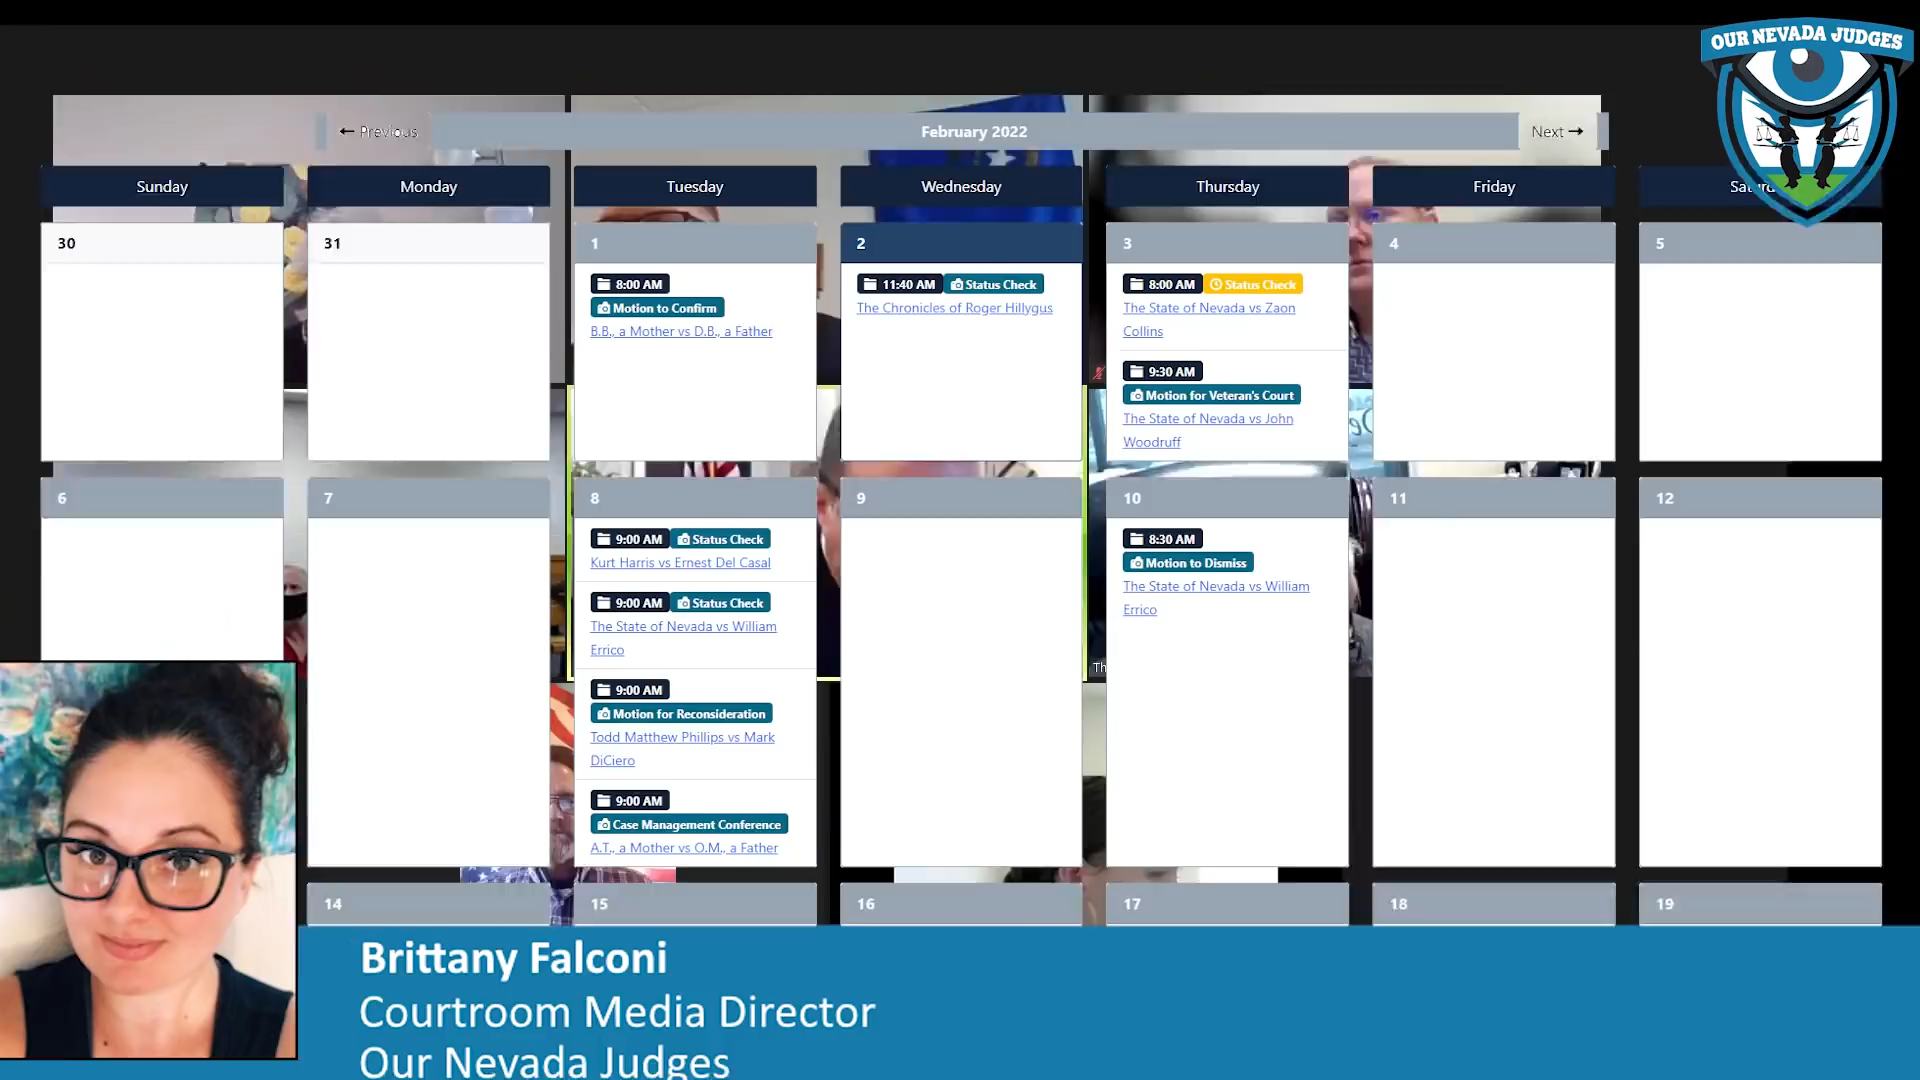 OUR NEVADA JUDGES
← Previous
February 2022
Next →
Sunday
Monday
Tuesday
Wednesday
Thursday
Friday
30
31
1
2
3
4
5
8:00 AM
Motion to Confirm
B.B., a Mother vs D.B., a Father
11:40 AM Status Check
The Chronicles of Roger Hillygus
8:00 AM Status Check
The State of Nevada vs Zaon
Collins
9:30 AM
Motion for Veteran's Court
The State of Nevada vs John
Woodruff
6
7
8
9
10
11
12
9:00 AM Status Check
Kurt Harris vs Ernest Del Casal
9:00 AM Status Check
The State of Nevada vs William
Errico
9:00 AM
Motion for Reconsideration
Todd Matthew Phillips vs Mark
DiCiero
9:00 AM
Case Management Conference
A.T., a Mother vs O.M., a Father
8:30 AM
Motion to Dismiss
The State of Nevada vs William
Errico
14
15
16
17
18
19
Brittany Falconi
Courtroom Media Director
Our Nevada Judges